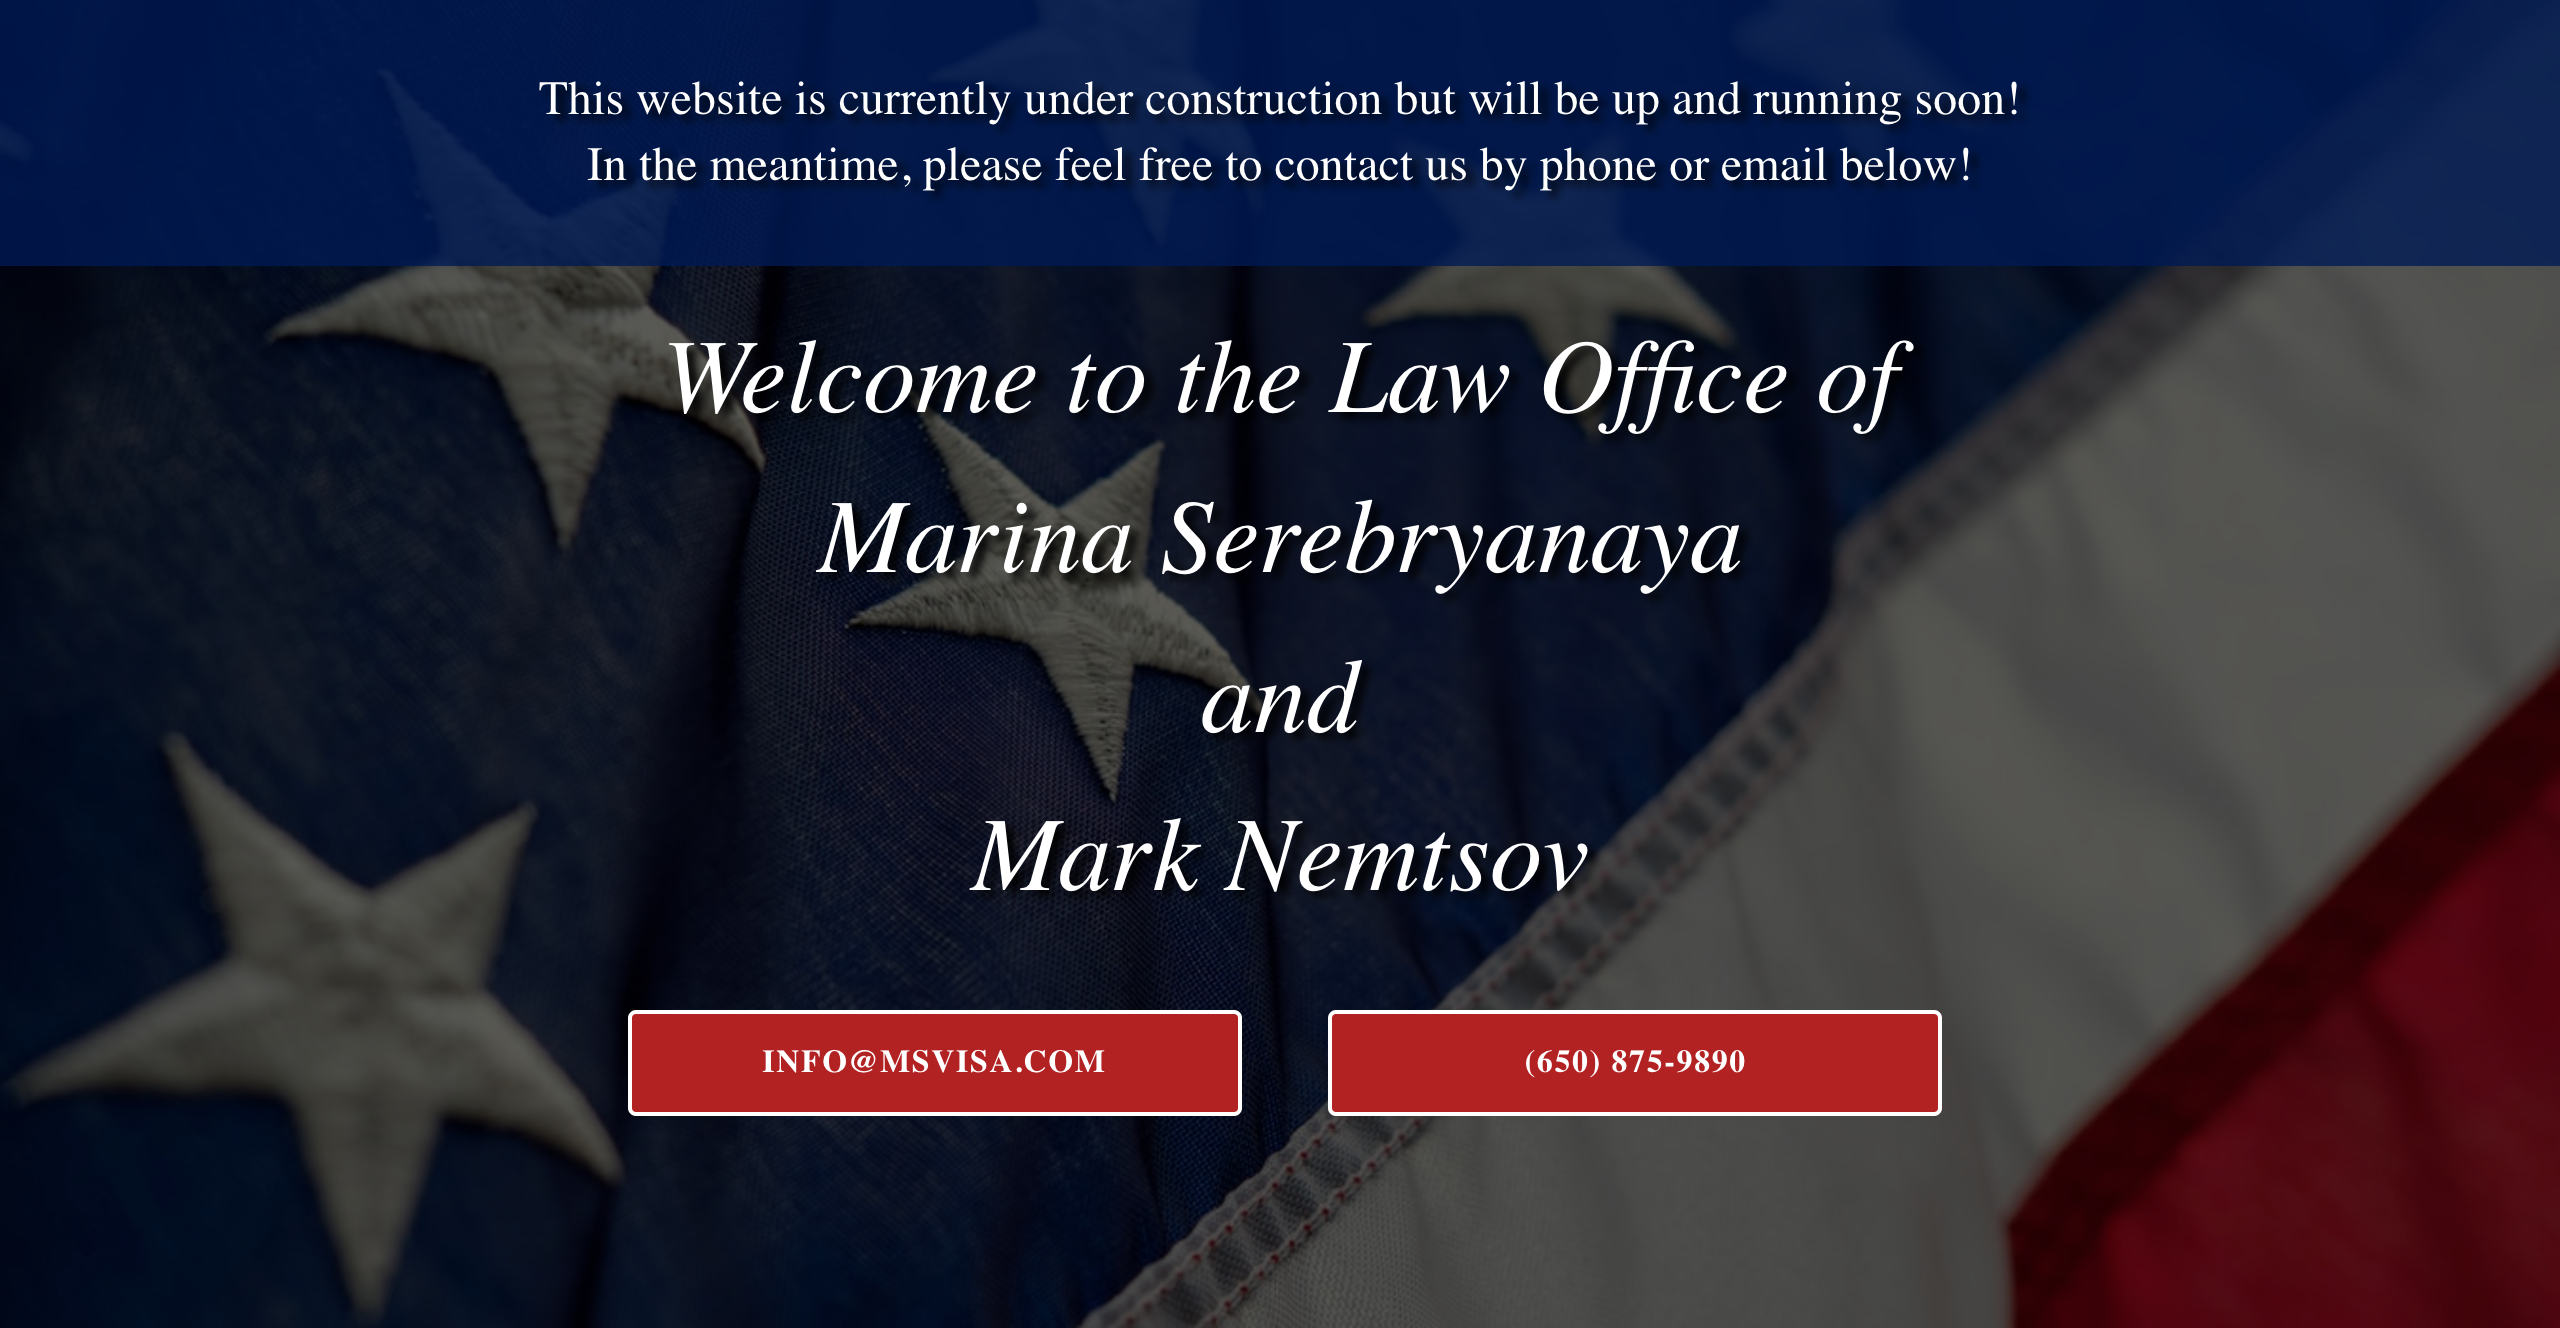 This website is currently under construction but will be up and running soon!
In the meantime, please feel free to contact us by phone or email below!
Welcome to the Law Office of
Marina Serebryanaya
and
Mark Nemtsov
INFO@MSVISA.COM
(650) 875-9890